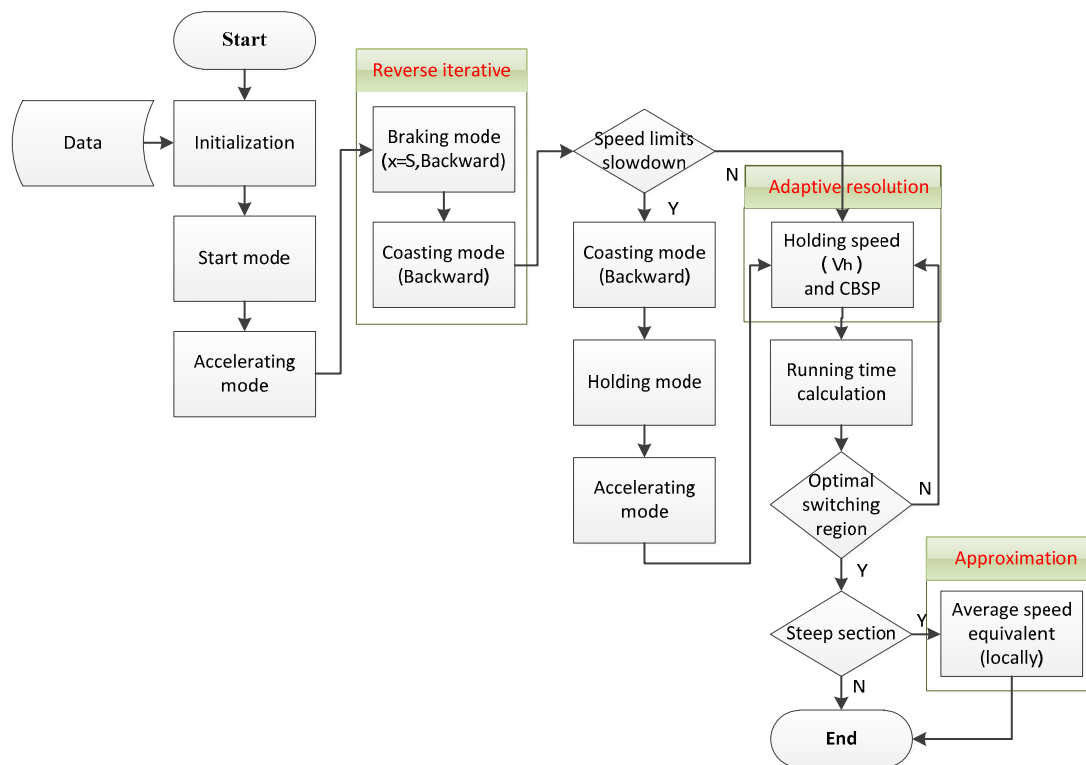 Start
Data
Initialization
Start mode
Accelerating
mode
Reverse iterative
Braking mode
(x=S,Backward)
Coasting mode
(Backward)
Speed limits
slowdown
N
Y
Coasting mode
(Backward)
Holding mode
Accelerating
mode
Adaptive resolution
Holding speed
( Vh )
and CBSP
Running time
calculation
Optimal
switching
region
N
Y
Steep section
Y
N
Approximation
Average speed
equivalent
(locally)
End